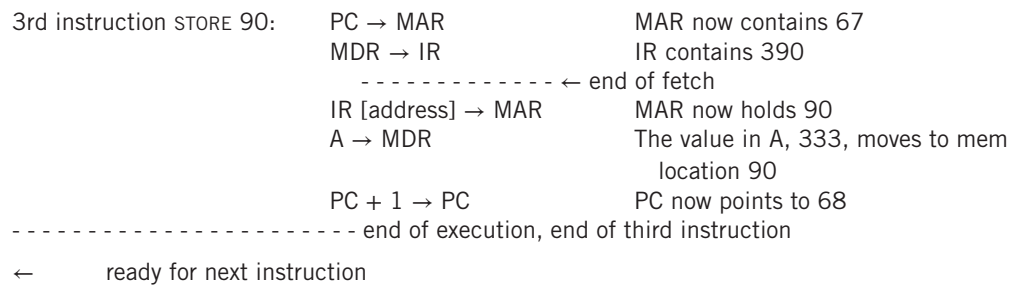 3rd instruction STORE 90: PC → MAR MAR now contains 67
MDR → IR IR contains 390
- - - - - - - - - - - - - ← end of fetch
IR [address] → MAR MAR now holds 90
A → MDR The value in A, 333, moves to mem
location 90
PC + 1 → PC PC now points to 68
- - - - - - - - - - - - - - - - - - - - - - - end of execution, end of third instruction
← ready for next instruction